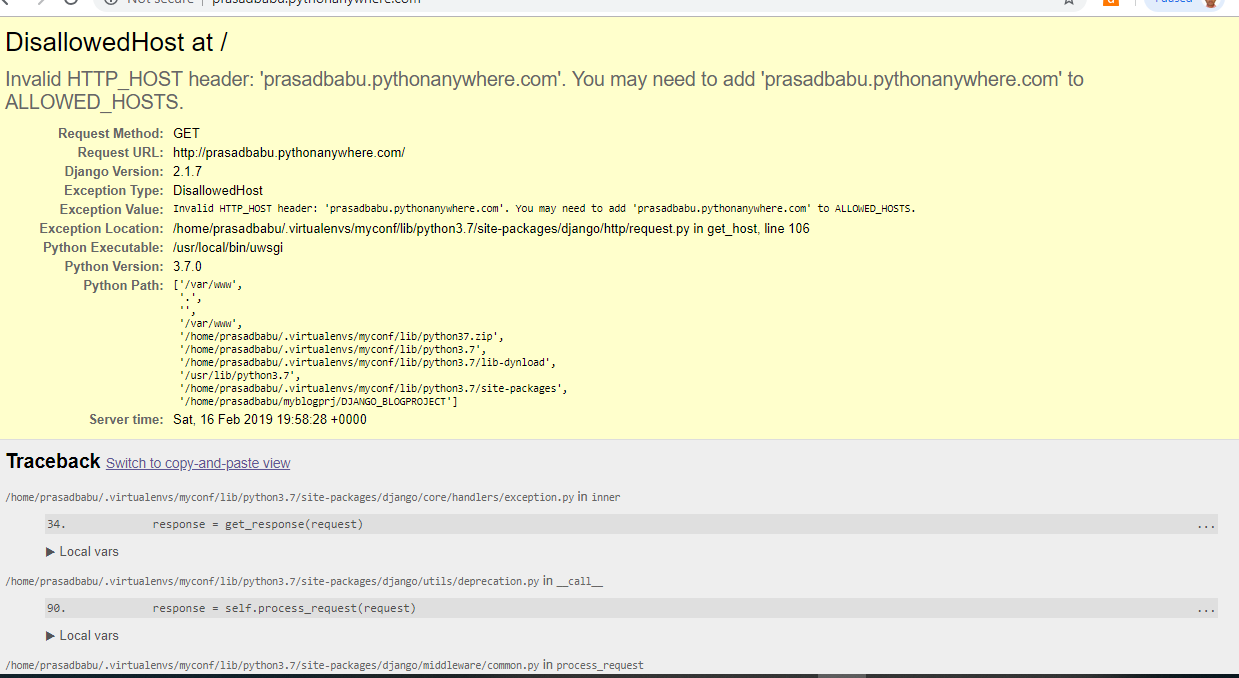 Not secure | prasadbabu.pythonanywhere.com
Paused
DisallowedHost at /
Invalid HTTP_HOST header: 'prasadbabu.pythonanywhere.com'. You may need to add 'prasadbabu.pythonanywhere.com' to
ALLOWED_HOSTS.
Request Method: GET
Request URL: http://prasadbabu.pythonanywhere.com/
Django Version: 2.1.7
Exception Type: DisallowedHost
Exception Value: Invalid HTTP_HOST header: 'prasadbabu.pythonanywhere.com'. You may need to add 'prasadbabu.pythonanywhere.com' to ALLOWED_HOSTS.
Exception Location: /home/prasadbabu/.virtualenvs/myconf/lib/python3.7/site-packages/django/http/request.py in get_host, line 106
Python Executable: /usr/local/bin/uwsgi
Python Version: 3.7.0
Python Path: ['/var/www',
'.',
'',
'/var/www',
'/home/prasadbabu/.virtualenvs/myconf/lib/python37.zip',
'/home/prasadbabu/.virtualenvs/myconf/lib/python3.7',
'/home/prasadbabu/.virtualenvs/myconf/lib/python3.7/lib-dynload',
'/usr/lib/python3.7',
'/home/prasadbabu/.virtualenvs/myconf/lib/python3.7/site-packages',
'/home/prasadbabu/myblogprj/DJANGO_BLOGPROJECT']
Server time: Sat, 16 Feb 2019 19:58:28 +0000
Traceback Switch to copy-and-paste view
/home/prasadbabu/.virtualenvs/myconf/lib/python3.7/site-packages/django/core/handlers/exception.py in inner
34. response = get_response(request) ...
▶ Local vars
/home/prasadbabu/.virtualenvs/myconf/lib/python3.7/site-packages/django/utils/deprecation.py in __call__
90. response = self.process_request(request) ...
▶ Local vars
/home/prasadbabu/.virtualenvs/myconf/lib/python3.7/site-packages/django/middleware/common.py in process_request